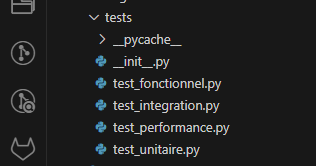 tests
__pycache__
__init__.py
test_fonctionnel.py
test_integration.py
test_performance.py
test_unitaire.py